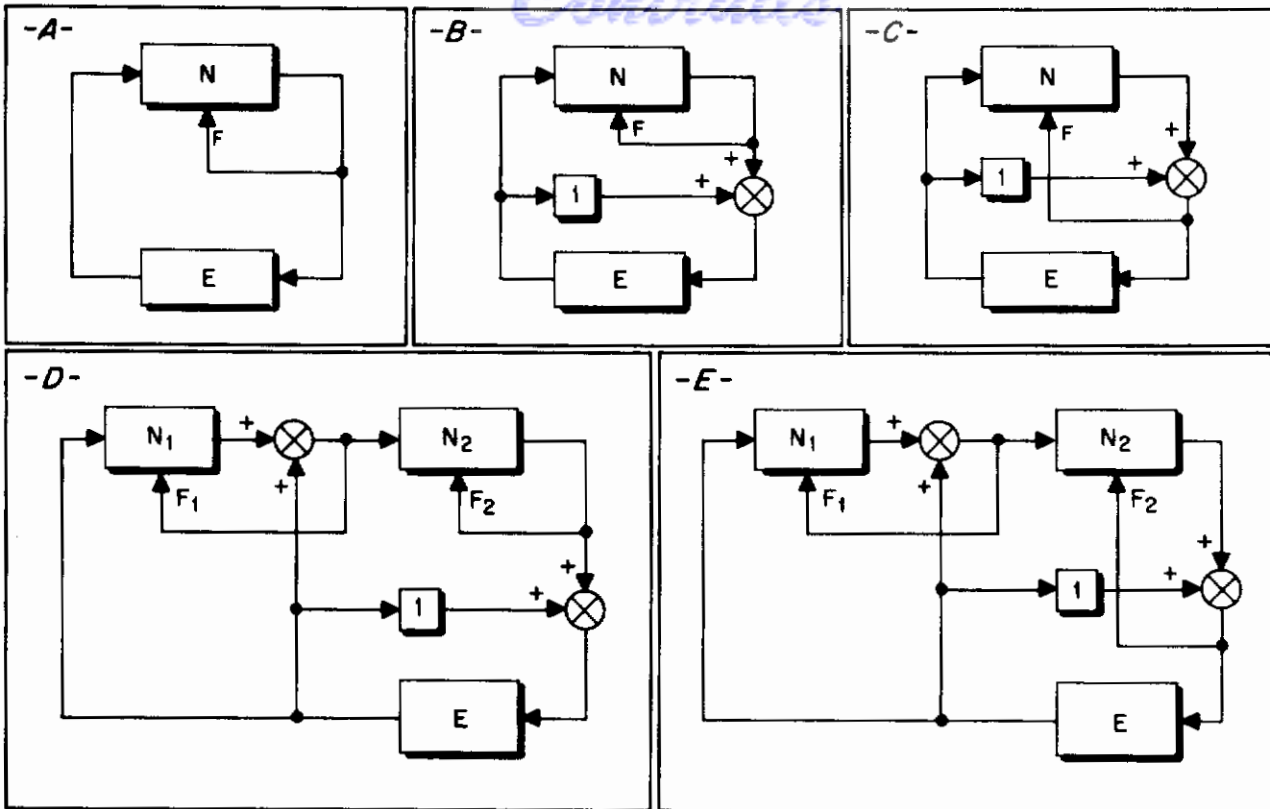 -A-
N
F
E
-B-
N
F
+
1
+
E
-C-
N
F
+
1
+
E
-D-
N1
+
+
F1
N2
F2
+
1
+
E
-E-
N1
+
+
F1
N2
F2
+
1
+
E